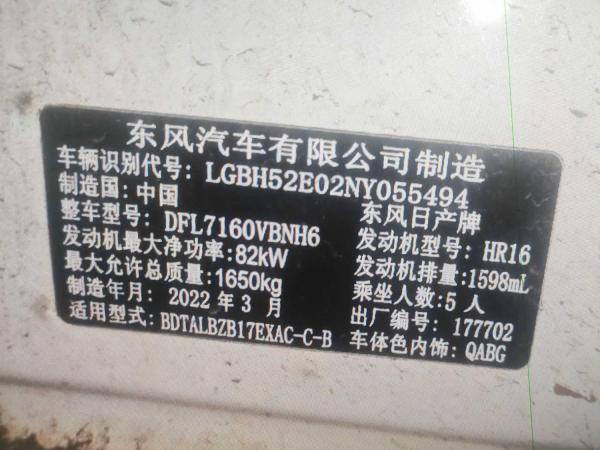 东风汽车有限公司制造
车辆识别代号: LGBH52E02NY055494
制造国: 中国 东风日产牌
整车型号: DFL7160VBNH6 发动机型号: HR16
发动机最大净功率: 82kW 发动机排量: 1598mL
最大允许总质量: 1650kg 乘坐人数: 5 人
制造年月: 2022 年 3 月 出厂编号: 177702
适用型式: BDTALBZB17EXAC-C-B 车体色内饰: QABG